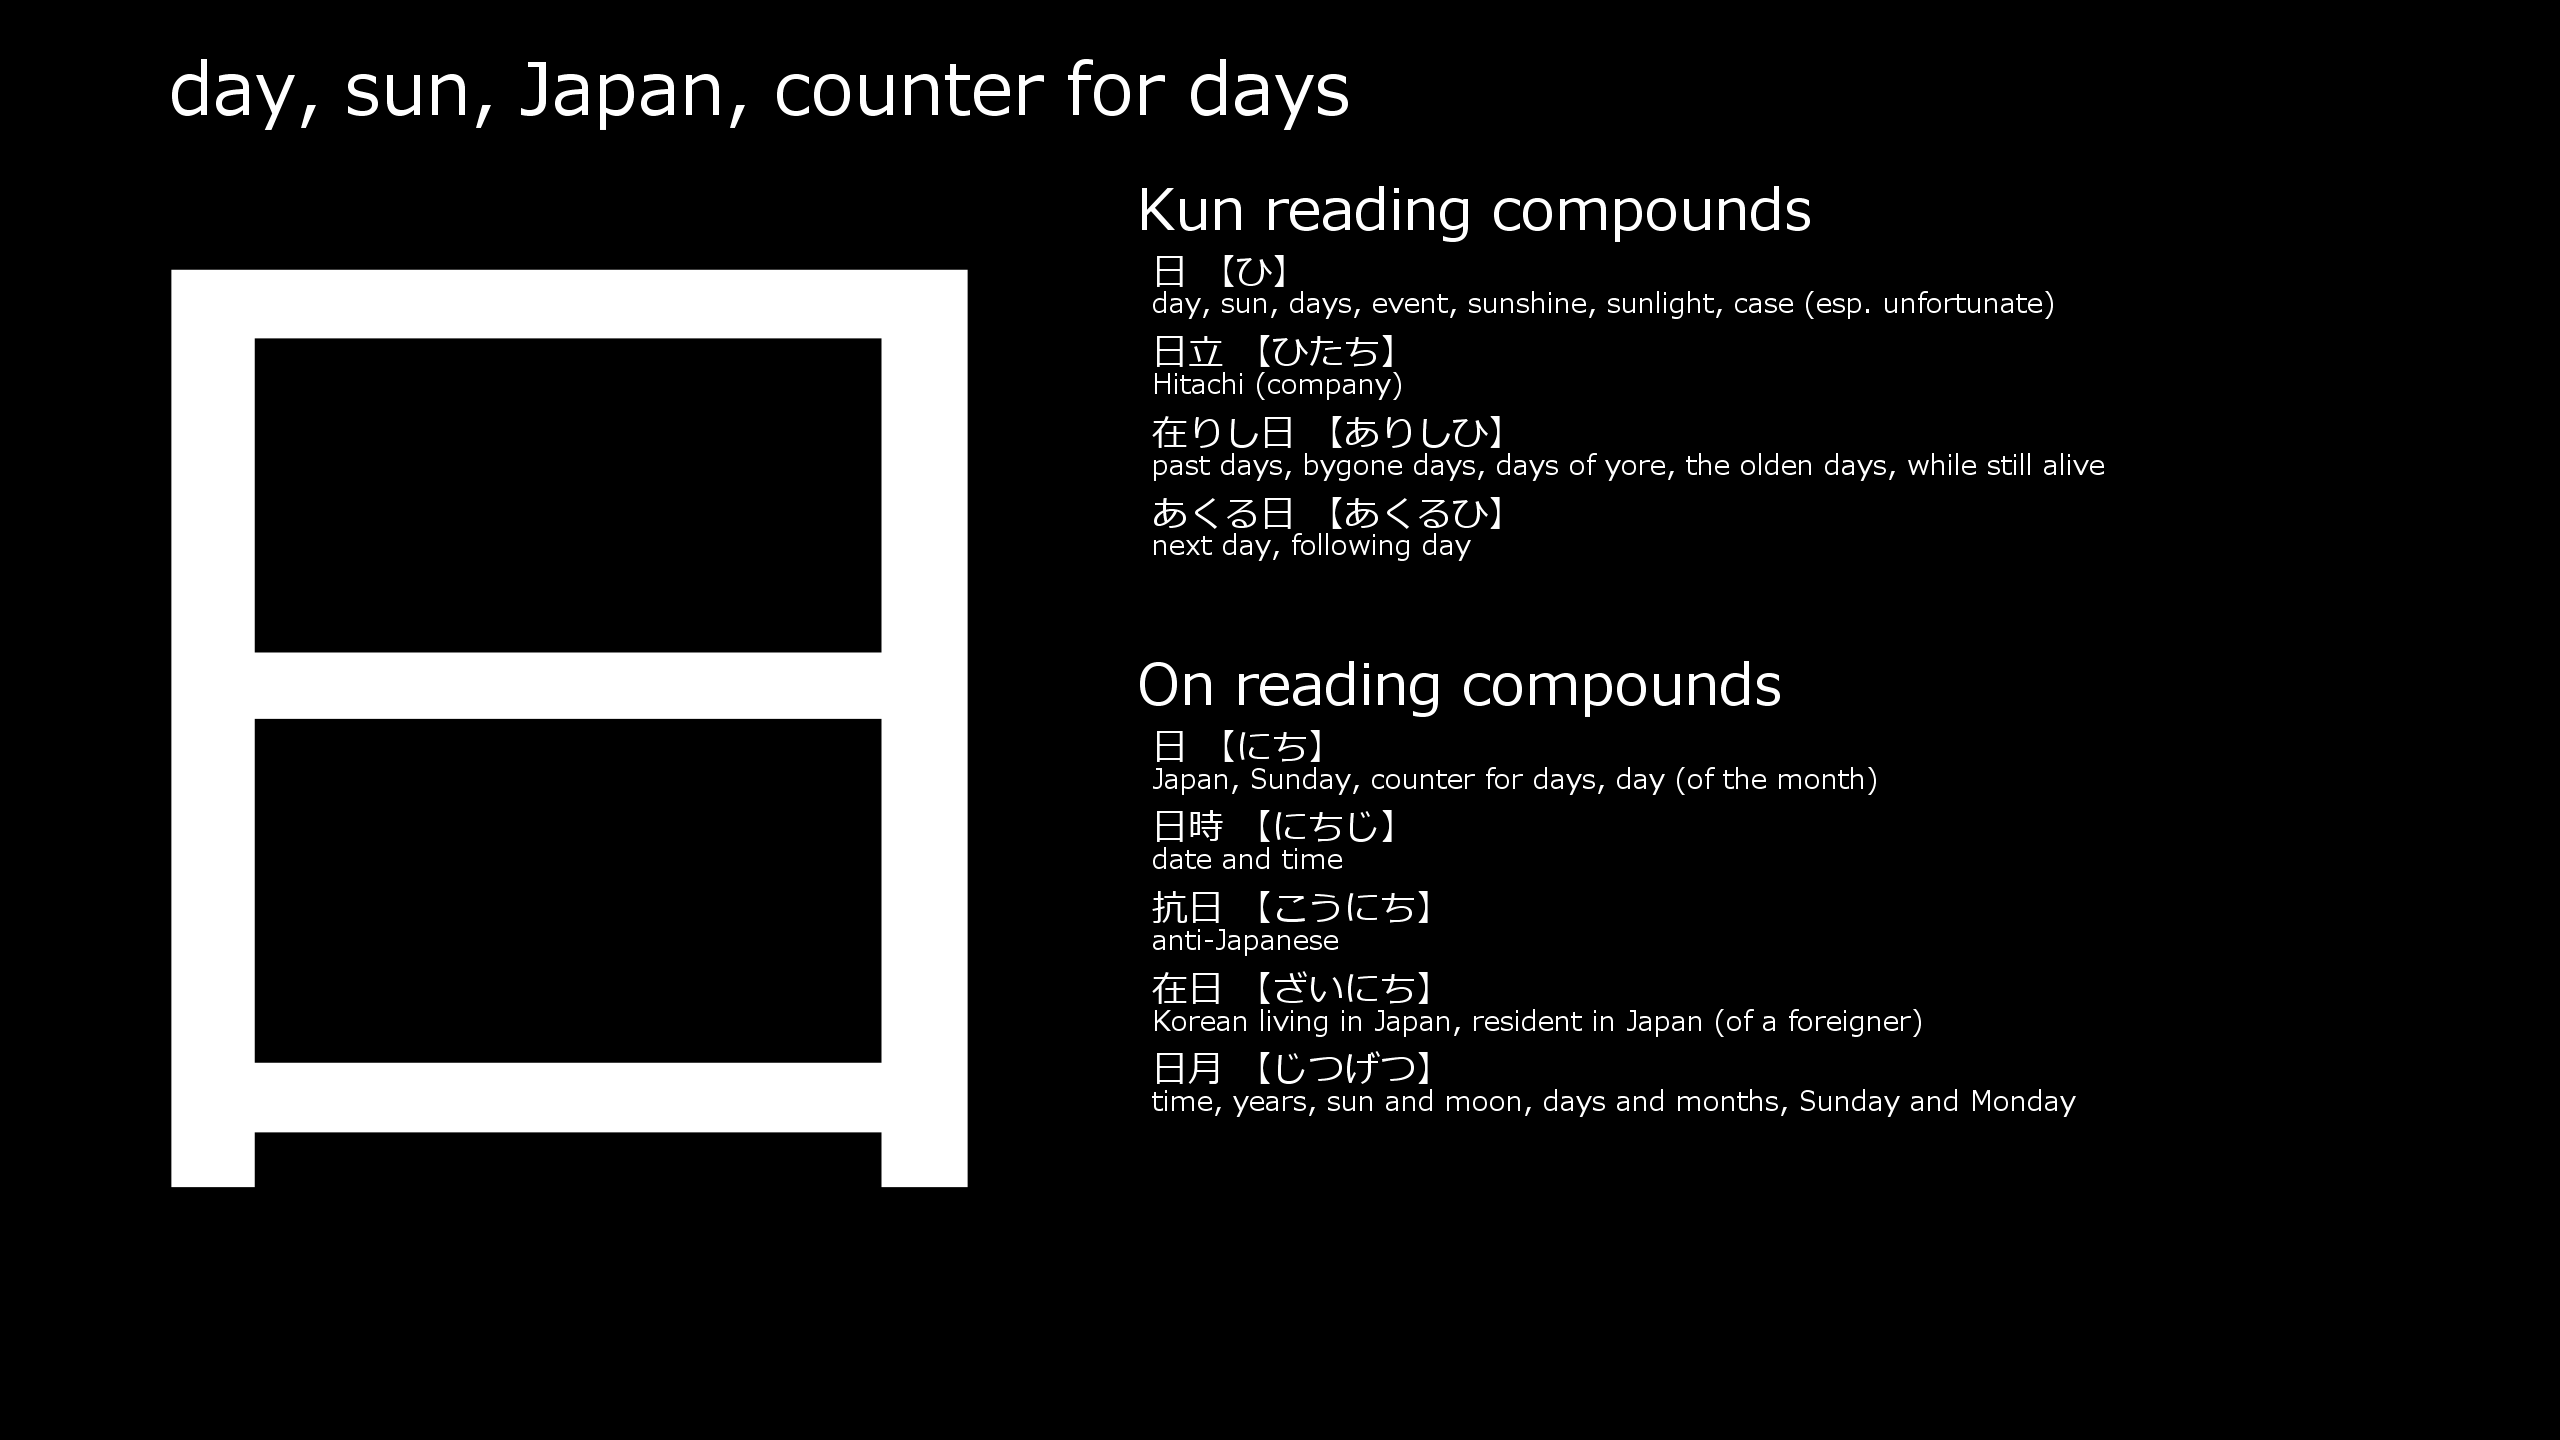 day, sun, Japan, counter for days
日
Kun reading compounds
日 【ひ】
day, sun, days, event, sunshine, sunlight, case (esp. unfortunate)
日立 【ひたち】
Hitachi (company)
在りし日 【ありしひ】
past days, bygone days, days of yore, the olden days, while still alive
あくる日 【あくるひ】
next day, following day
On reading compounds
日 【にち】
Japan, Sunday, counter for days, day (of the month)
日時 【にちじ】
date and time
抗日 【こうにち】
anti-Japanese
在日 【ざいにち】
Korean living in Japan, resident in Japan (of a foreigner)
日月 【じつげつ】
time, years, sun and moon, days and months, Sunday and Monday